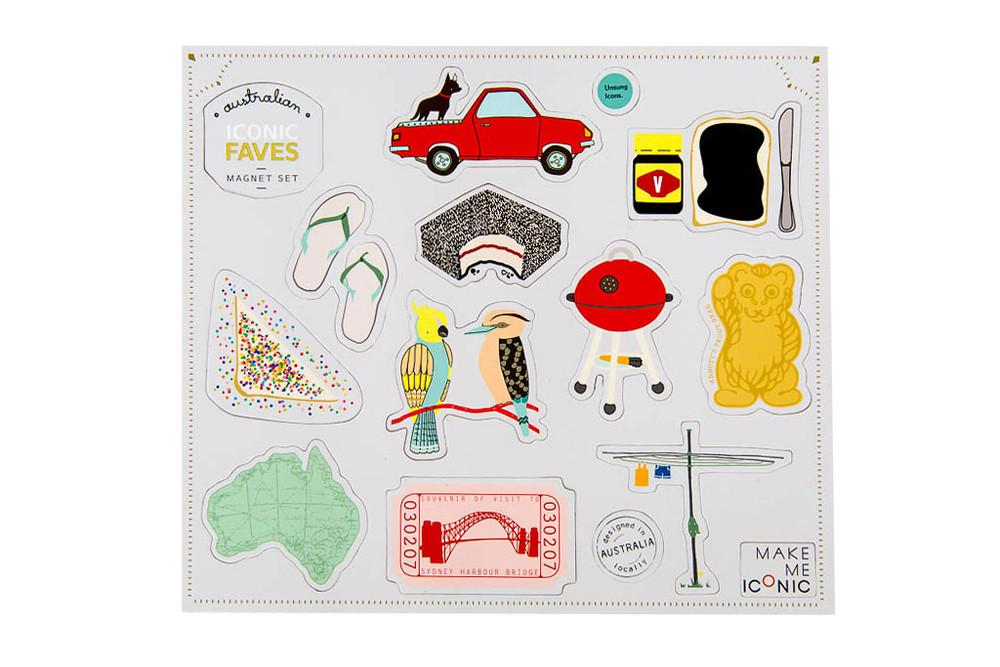 australian
ICONIC
FAVES
MAGNET SET
Unsung
Icons.
V
SOUVENIR OF VISIT TO
030207
030207
SYDNEY HARBOUR BRIDGE
designed in
AUSTRALIA
locally
MAKE
ME
ICONIC